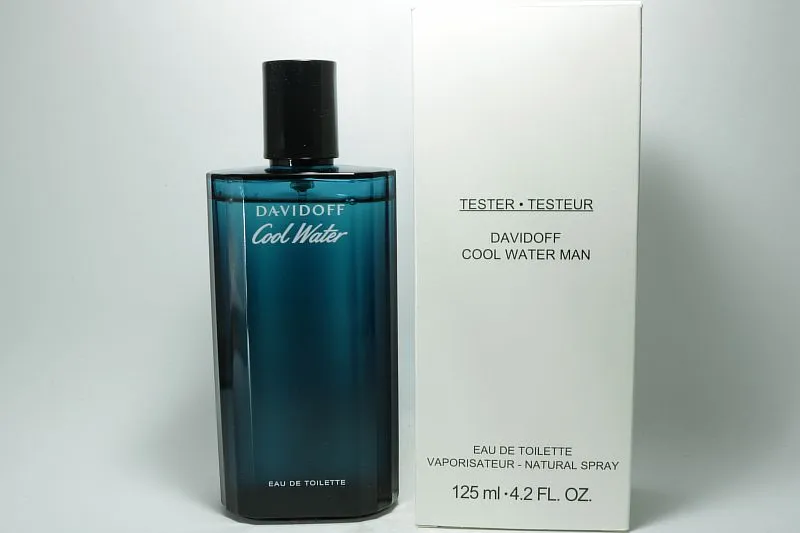 DAVIDOFF
Cool Water
EAU DE TOILETTE
TESTER • TESTEUR
DAVIDOFF
COOL WATER MAN
EAU DE TOILETTE
VAPORISATEUR - NATURAL SPRAY
125 ml · 4.2 FL. OZ.